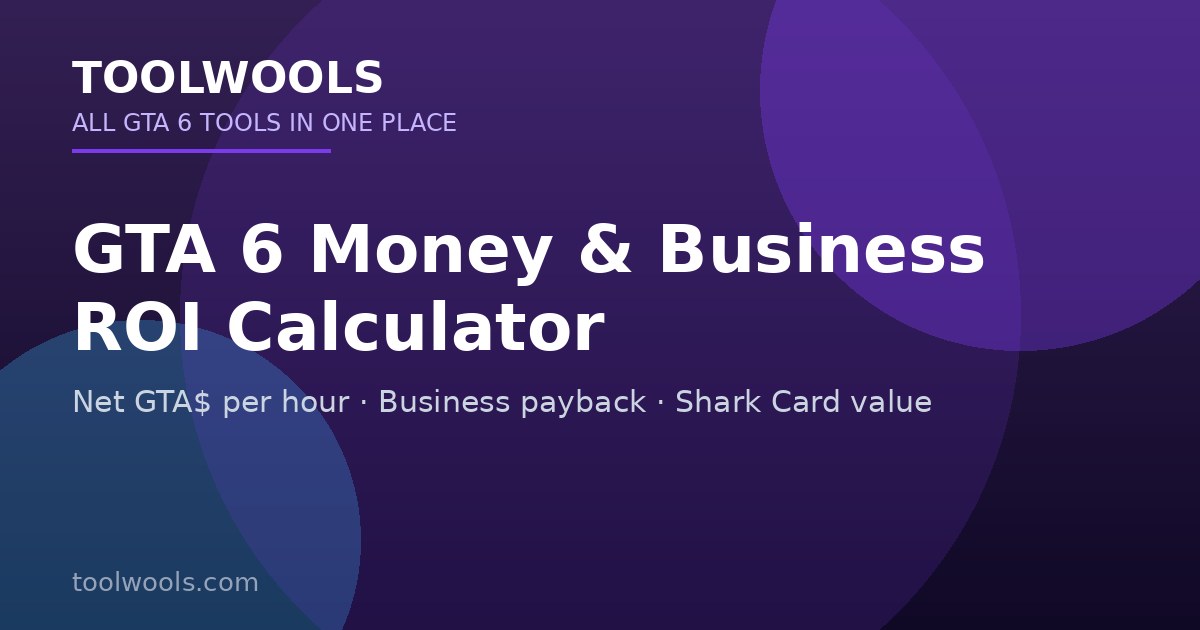 TOOLWOOLS
ALL GTA 6 TOOLS IN ONE PLACE
GTA 6 Money & Business
ROI Calculator
Net GTA$ per hour · Business payback · Shark Card value
toolwools.com